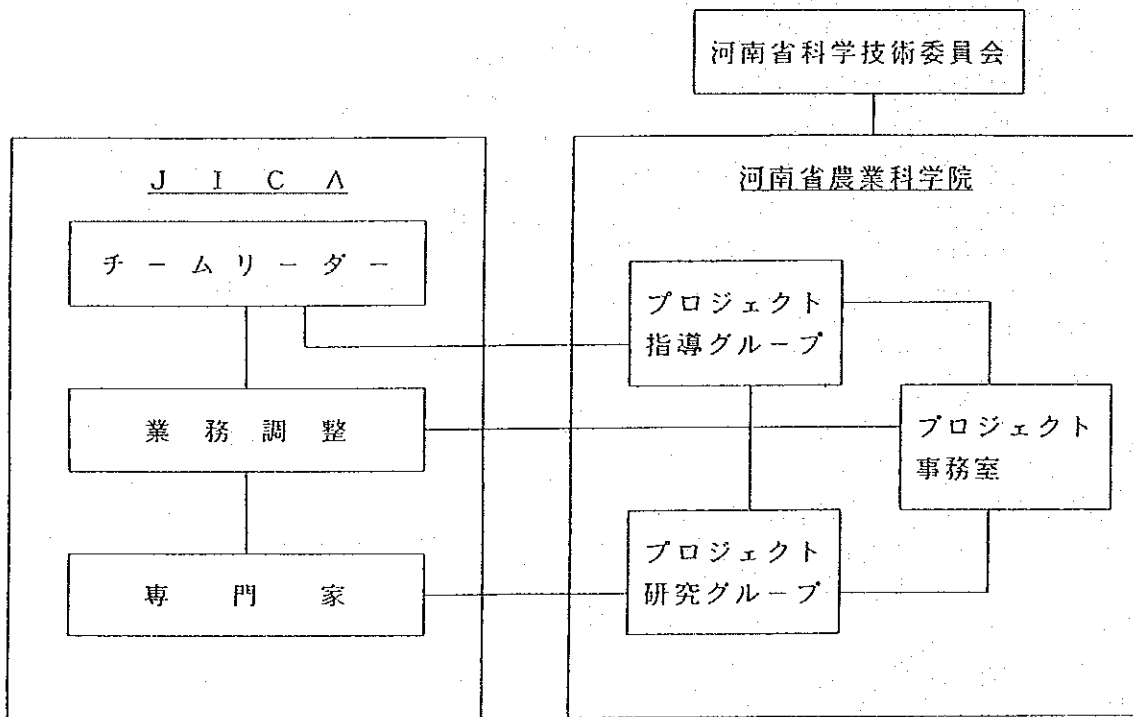 河南省科学技術委員会
JICA
チームリーダー
業務調整
専門家
河南省農業科学院
プロジェクト
指導グループ
プロジェクト
事務室
プロジェクト
研究グループ